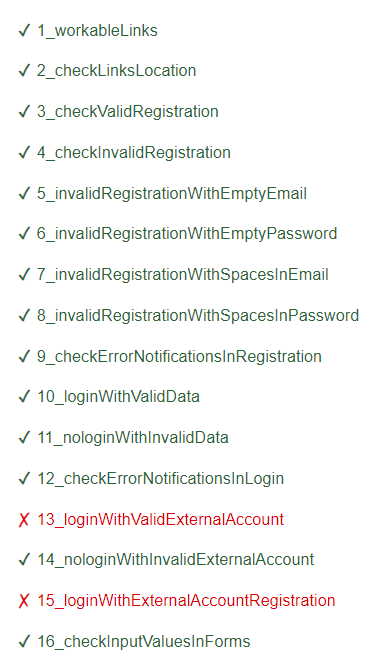 ✓ 1_workableLinks
✓ 2_checkLinksLocation
✓ 3_checkValidRegistration
✓ 4_checkInvalidRegistration
✓ 5_invalidRegistrationWithEmptyEmail
✓ 6_invalidRegistrationWithEmptyPassword
✓ 7_invalidRegistrationWithSpacesInEmail
✓ 8_invalidRegistrationWithSpacesInPassword
✓ 9_checkErrorNotificationsInRegistration
✓ 10_loginWithValidData
✓ 11_nologinWithInvalidData
✓ 12_checkErrorNotificationsInLogin
✗ 13_loginWithValidExternalAccount
✓ 14_nologinWithInvalidExternalAccount
✗ 15_loginWithExternalAccountRegistration
✓ 16_checkInputValuesInForms